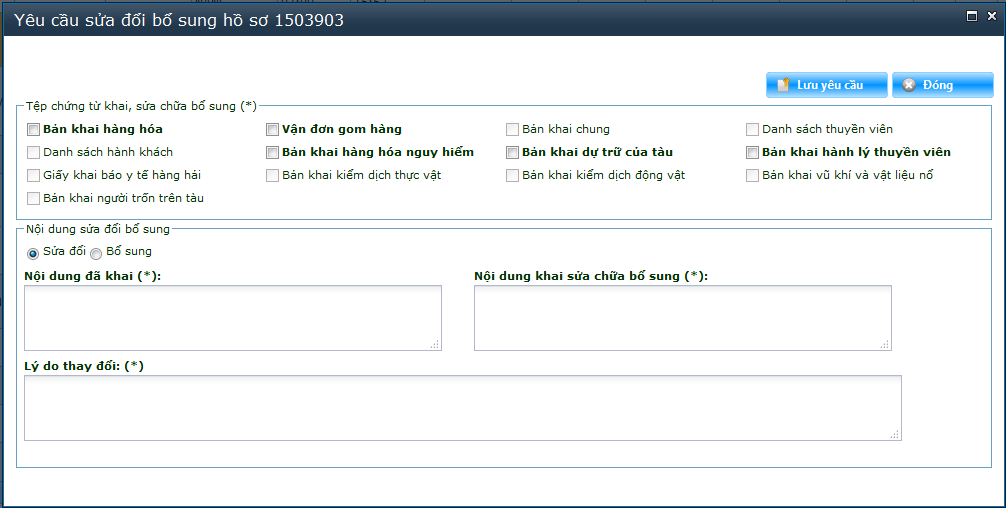 Yêu cầu sửa đổi bổ sung hồ sơ 1503903
Lưu yêu cầu Đóng
Tệp chứng từ khai, sửa chữa bổ sung (*)
Bản khai hàng hóa Vận đơn gom hàng Bản khai chung Danh sách thuyền viên
Danh sách hành khách Bản khai hàng hóa nguy hiểm Bản khai dự trữ của tàu Bản khai hành lý thuyền viên
Giấy khai báo y tế hàng hải Bản khai kiểm dịch thực vật Bản khai kiểm dịch động vật Bản khai vũ khí và vật liệu nổ
Bản khai người trốn trên tàu
Nội dung sửa đổi bổ sung
Sửa đổi Bổ sung
Nội dung đã khai (*): Nội dung khai sửa chữa bổ sung (*):
Lý do thay đổi: (*)